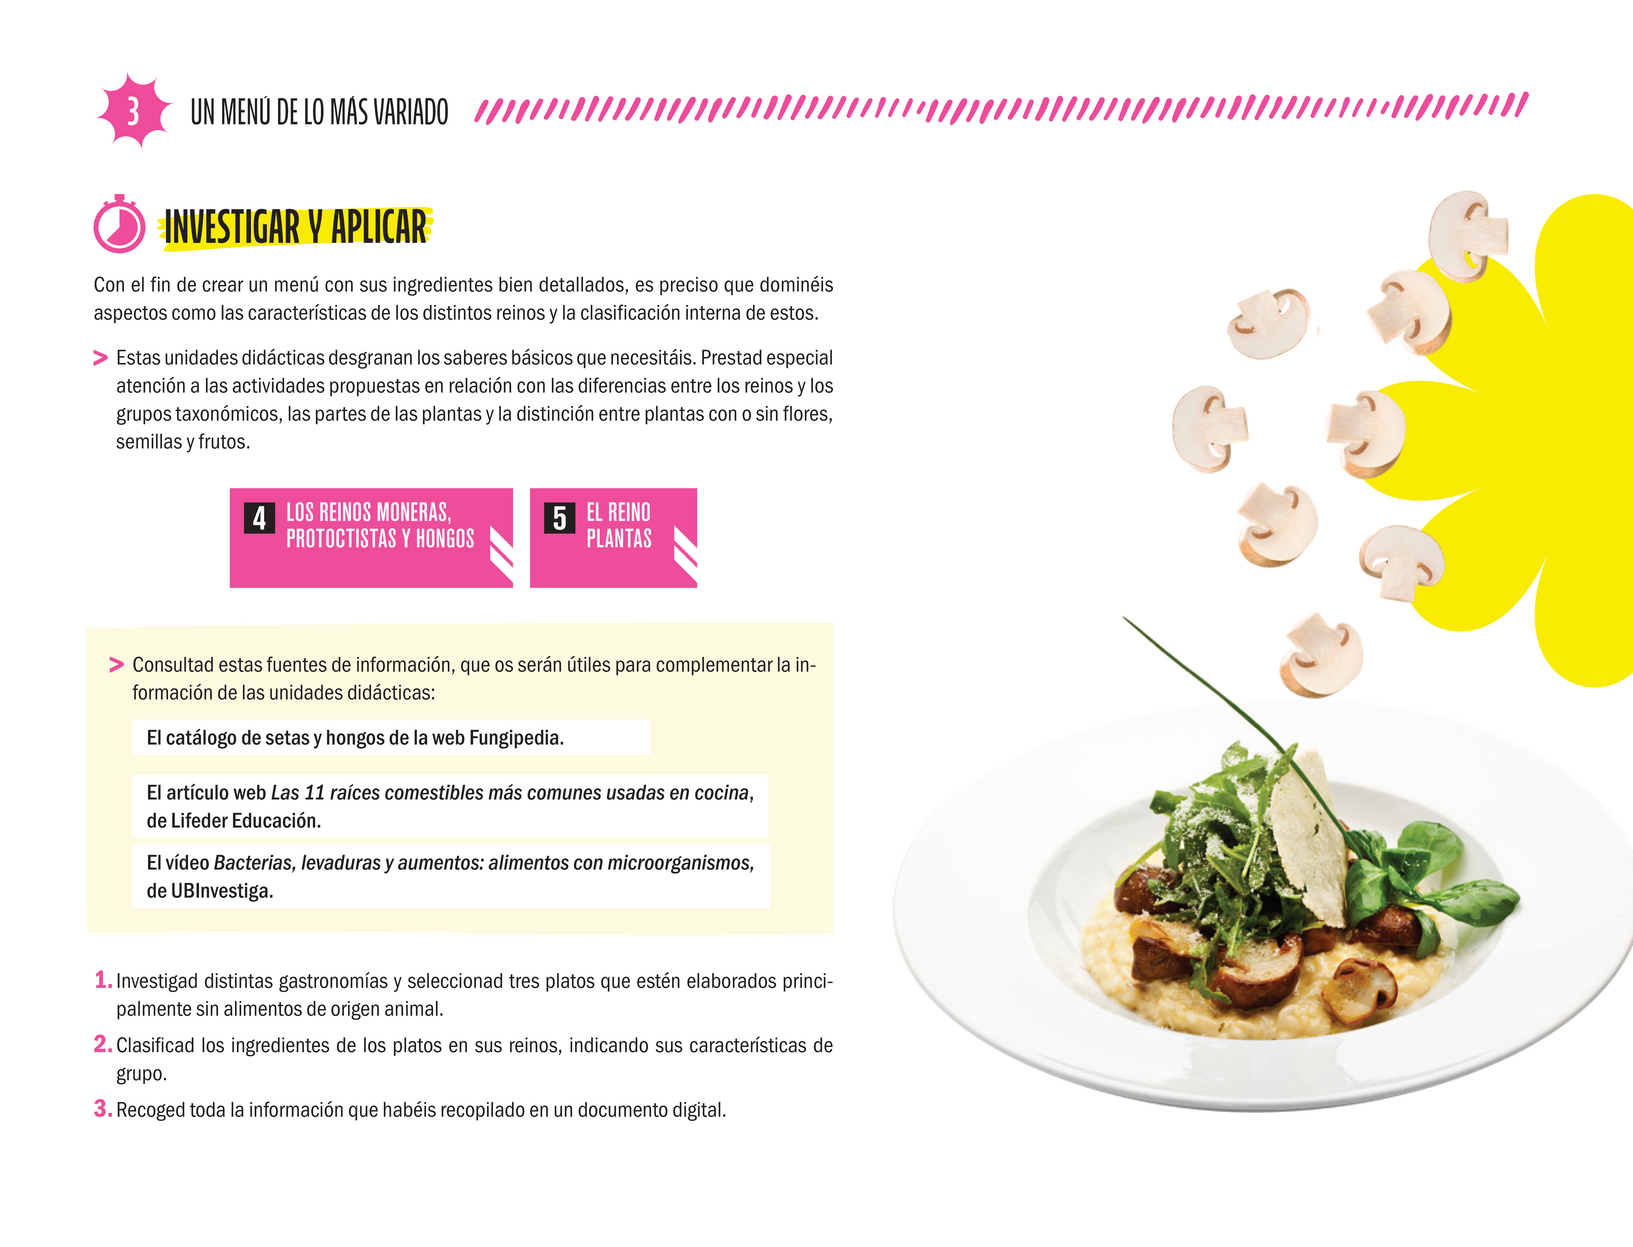 3
UN MENÚ DE LO MÁS VARIADO
INVESTIGAR Y APLICAR
Con el fin de crear un menú con sus ingredientes bien detallados, es preciso que dominéis
aspectos como las características de los distintos reinos y la clasificación interna de estos.
> Estas unidades didácticas desgranan los saberes básicos que necesitáis. Prestad especial
atención a las actividades propuestas en relación con las diferencias entre los reinos y los
grupos taxonómicos, las partes de las plantas y la distinción entre plantas con o sin flores,
semillas y frutos.
4 LOS REINOS MONERAS,
PROTOCTISTAS Y HONGOS
5 EL REINO
PLANTAS
> Consultad estas fuentes de información, que os serán útiles para complementar la in-
formación de las unidades didácticas:
El catálogo de setas y hongos de la web Fungipedia.
El artículo web Las 11 raíces comestibles más comunes usadas en cocina,
de Lifeder Educación.
El vídeo Bacterias, levaduras y aumentos: alimentos con microorganismos,
de UBInvestiga.
1. Investigad distintas gastronomías y seleccionad tres platos que estén elaborados princi-
palmente sin alimentos de origen animal.
2. Clasificad los ingredientes de los platos en sus reinos, indicando sus características de
grupo.
3. Recoged toda la información que habéis recopilado en un documento digital.